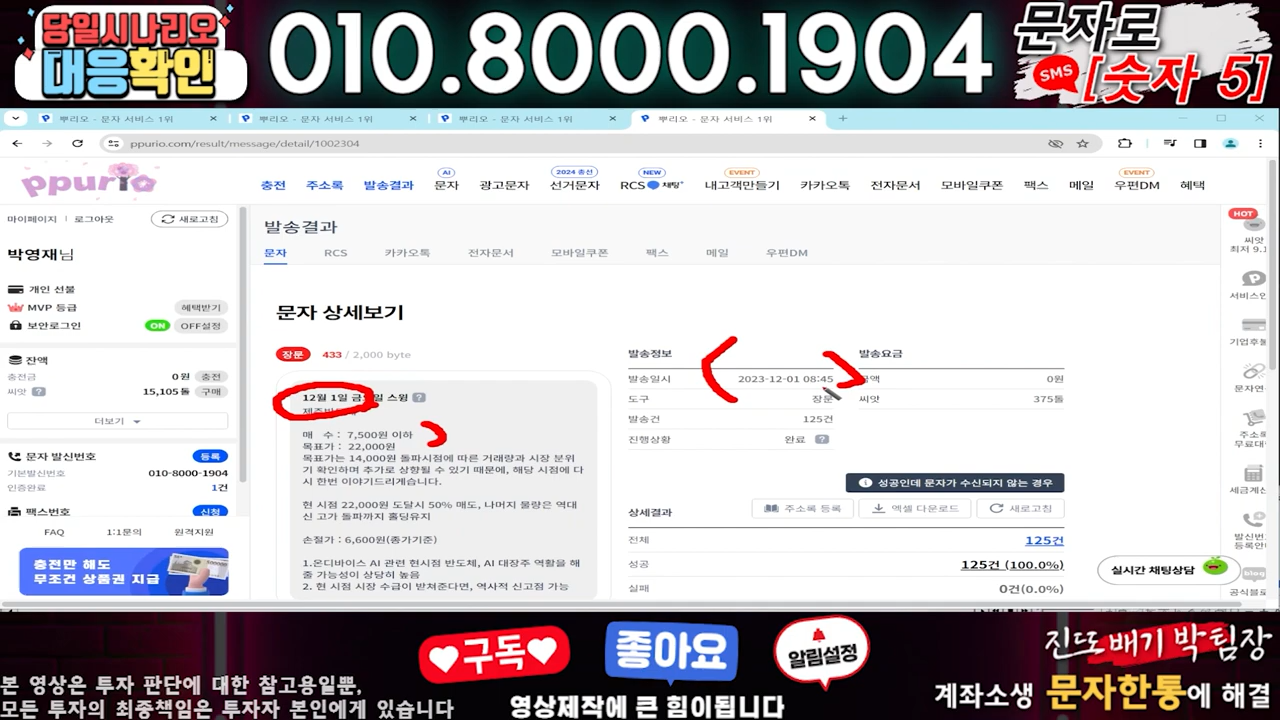 당일시나리오
대응확인
010.8000.1904
문자로
SMS
[숫자 5]
뿌리오 - 문자 서비스 1위
뿌리오 - 문자 서비스 1위
뿌리오 - 문자 서비스 1위
뿌리오 - 문자 서비스 1위
ppurio.com/result/message/detail/1002304
ppurio
충전
주소록
발송결과
AI
문자
광고문자
2024 총선
선거문자
NEW
RCS
채팅+
EVENT
내고객만들기
카카오톡
전자문서
모바일쿠폰
팩스
메일
EVENT
우편DM
혜택
마이페이지 | 로그아웃
새로고침
박영재님
개인 선불
MVP 등급
혜택받기
보안로그인
ON
OFF설정
잔액
충전금 0원 충전
씨앗 ? 15,105톨 구매
더보기
문자 발신번호 등록
기본발신번호 010-8000-1904
인증완료 1건
팩스번호 신청
FAQ 1:1문의 원격지원
충전만 해도
무조건 상품권 지급
발송결과
문자 RCS 카카오톡 전자문서 모바일쿠폰 팩스 메일 우편DM
문자 상세보기
장문 433 / 2,000 byte
12월 1일 금요일 스윙 ?
매 수 : 7,500원 이하
목표가 : 22,000원
목표가는 14,000원 돌파시점에 따른 거래량과 시장 분위
기 확인하며 추가로 상향될 수 있기 때문에, 해당 시점에 다
시 한번 이야기드리게습니다.
현 시점 22,000원 도달시 50% 매도, 나머지 물량은 역대
신 고가 돌파까지 홀딩유지
손절가 : 6,600원(종가기준)
1.온디바이스 AI 관련 현시점 반도체, AI 대장주 역활을 해
줄 가능성이 상당히 높음
2. 현 시점 시장 수급이 받쳐준다면, 역사적 신고점 가능
발송정보
발송일시 2023-12-01 08:45
도구 장문
발송건 125건
진행상황 완료 ?
발송요금
금액 0원
씨앗 375톨
성공인데 문자가 수신되지 않는 경우
상세결과
주소록 등록
엑셀 다운로드
새로고침
전체 125건
성공 125건 (100.0%)
실패 0건(0.0%)
HOT
씨앗
최저 9.
서비스인
기업후불
문자연
주소록
무료대
세금계산
발신번
등록안
blog
공식블로
실시간 채팅상담
구독
좋아요
알림설정
영상제작에 큰 힘이됩니다
본 영상은 투자 판단에 대한 참고용일뿐,
모든 투자의 최종책임은 투자자 본인에게 있습니다
진또배기 박팀장
계좌소생 문자한통에 해결